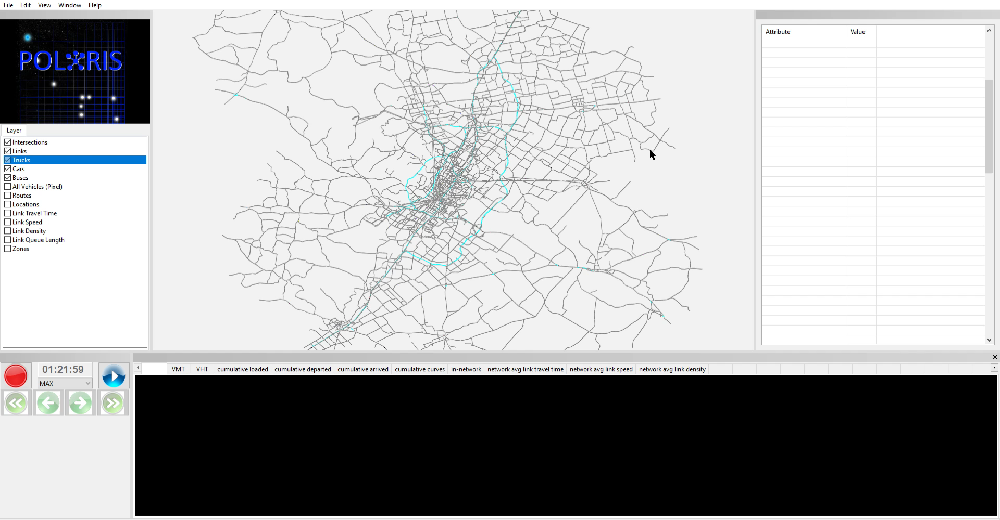 File Edit View Window Help
POLARIS
Layer
Intersections
Links
Trucks
Cars
Buses
All Vehicles (Pixel)
Routes
Locations
Link Travel Time
Link Speed
Link Density
Link Queue Length
Zones
Attribute Value
01:21:59
MAX
VMT VHT cumulative loaded cumulative departed cumulative arrived cumulative curves in-network network avg link travel time network avg link speed network avg link density